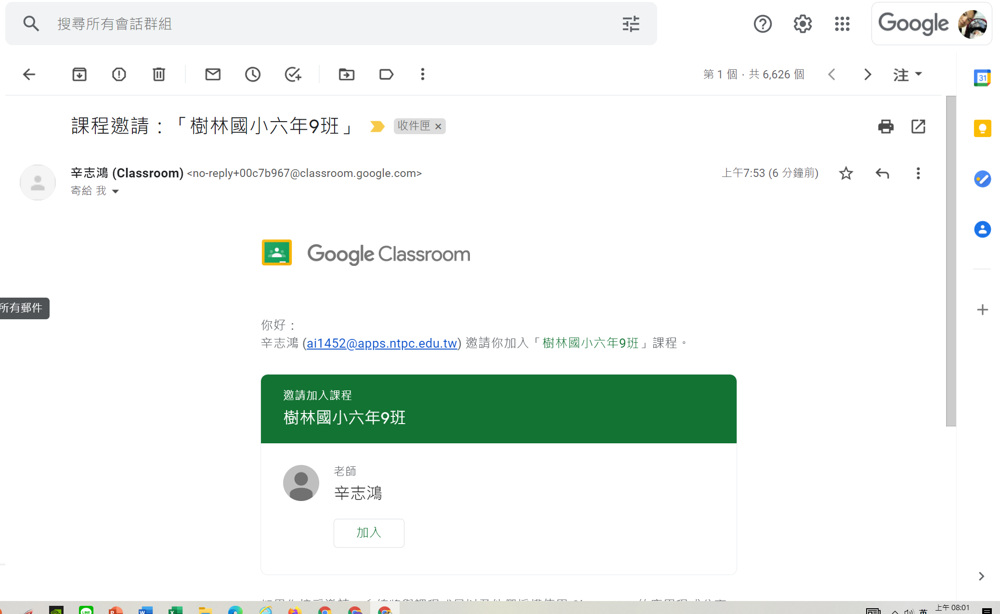 搜尋所有會話群組
Google
第 1 個，共 6,626 個
注
31
課程邀請：「樹林國小六年9班」
收件匣 ×
辛志鴻 (Classroom) <no-reply+00c7b967@classroom.google.com>
上午7:53 (6 分鐘前)
寄給 我
Google Classroom
所有郵件
你好：
辛志鴻 (ai1452@apps.ntpc.edu.tw) 邀請你加入「樹林國小六年9班」課程。
邀請加入課程
樹林國小六年9班
老師
辛志鴻
加入
英
上午 08:01